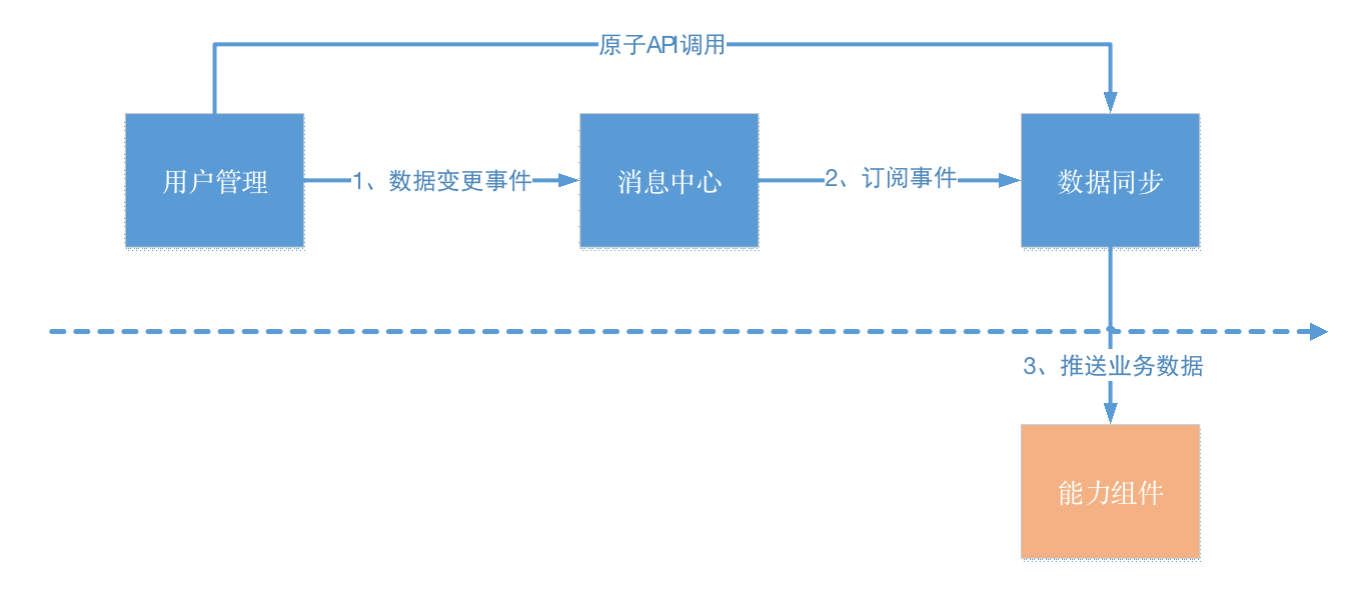 原子API调用
用户管理
1、数据变更事件
消息中心
2、订阅事件
数据同步
3、推送业务数据
能力组件